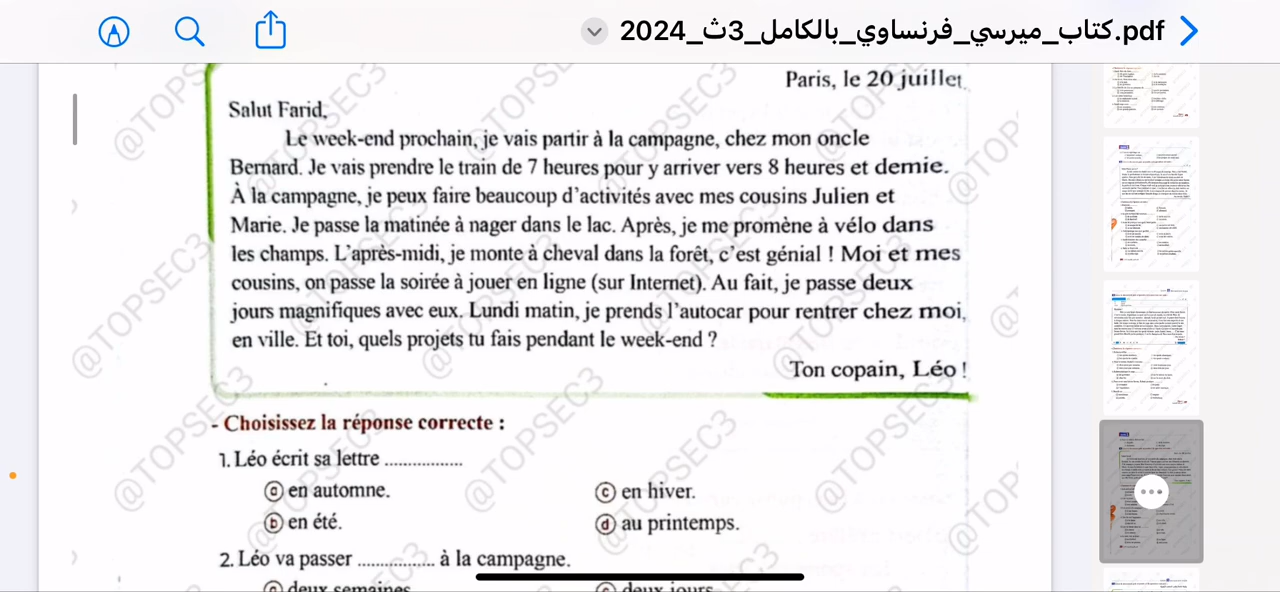 كتاب_ميرسي_فرنساوي_بالكامل_3ث_2024.pdf
Paris, le 20 juillet
Salut Farid,
Le week-end prochain, je vais partir à la campagne, chez mon oncle
Bernard. Je vais prendre le train de 7 heures pour y arriver vers 8 heures et demie.
À la campagne, je peux faire beaucoup d'activités avec mes cousins Julien et
Marie. Je passe la matinée à nager dans le lac. Après, je me promène à vélo dans
les champs. L'après-midi, je monte à cheval dans la forêt, c'est génial ! Moi et mes
cousins, on passe la soirée à jouer en ligne (sur Internet). Au fait, je passe deux
jours magnifiques avec eux. Lundi matin, je prends l'autocar pour rentrer chez moi,
en ville. Et toi, quels projets tu fais pendant le week-end ?
Ton copain, Léo !
- Choisissez la réponse correcte :
1. Léo écrit sa lettre ................
ⓐ en automne. ⓒ en hiver.
ⓑ en été. ⓓ au printemps.
2. Léo va passer ................ à la campagne.
ⓐ deux semaines ⓒ deux jours
@TOPSEC3